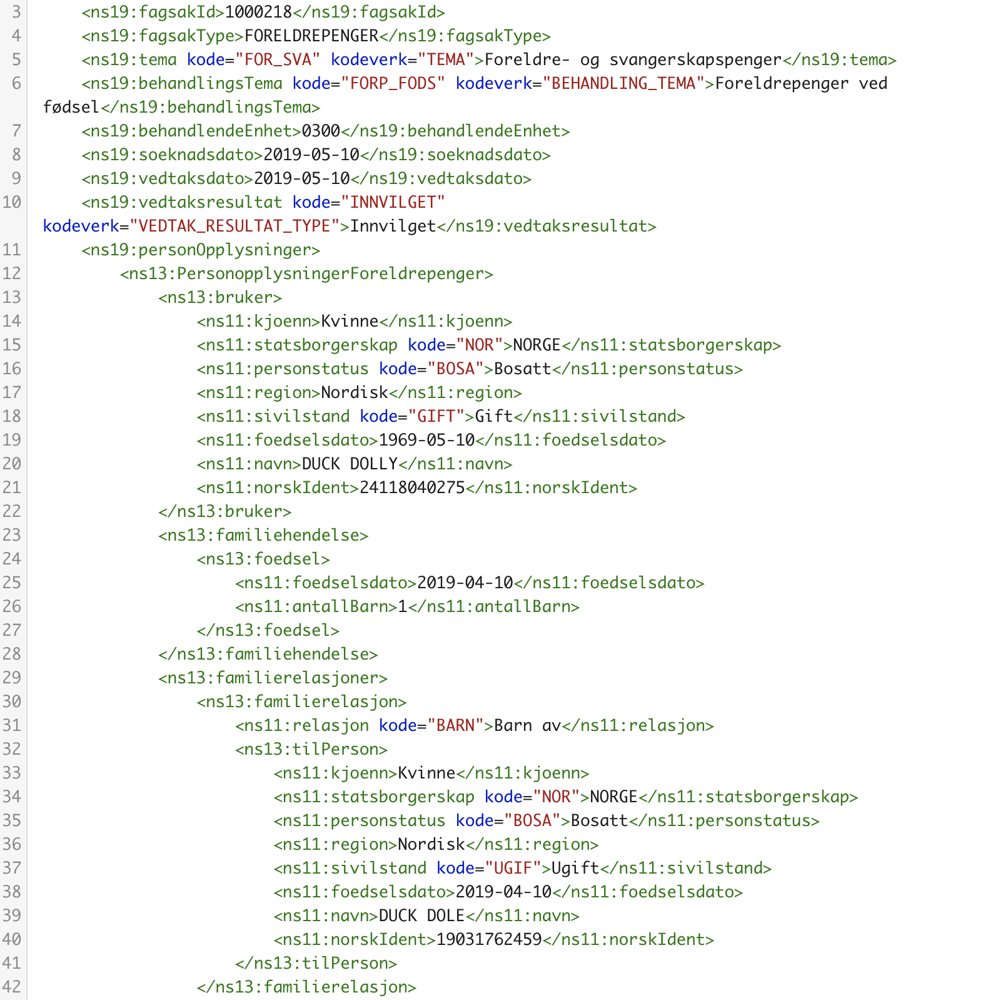 3 <ns19:fagsakId>1000218</ns19:fagsakId>
4 <ns19:fagsakType>FORELDREPENGER</ns19:fagsakType>
5 <ns19:tema kode="FOR_SVA" kodeverk="TEMA">Foreldre- og svangerskapspenger</ns19:tema>
6 <ns19:behandlingsTema kode="FORP_FODS" kodeverk="BEHANDLING_TEMA">Foreldrepenger ved
fødsel</ns19:behandlingsTema>
7 <ns19:behandlendeEnhet>0300</ns19:behandlendeEnhet>
8 <ns19:soeknadsdato>2019-05-10</ns19:soeknadsdato>
9 <ns19:vedtaksdato>2019-05-10</ns19:vedtaksdato>
10 <ns19:vedtaksresultat kode="INNVILGET"
kodeverk="VEDTAK_RESULTAT_TYPE">Innvilget</ns19:vedtaksresultat>
11 <ns19:personOpplysninger>
12 <ns13:PersonopplysningerForeldrepenger>
13 <ns13:bruker>
14 <ns11:kjoenn>Kvinne</ns11:kjoenn>
15 <ns11:statsborgerskap kode="NOR">NORGE</ns11:statsborgerskap>
16 <ns11:personstatus kode="BOSA">Bosatt</ns11:personstatus>
17 <ns11:region>Nordisk</ns11:region>
18 <ns11:sivilstand kode="GIFT">Gift</ns11:sivilstand>
19 <ns11:foedselsdato>1969-05-10</ns11:foedselsdato>
20 <ns11:navn>DUCK DOLLY</ns11:navn>
21 <ns11:norskIdent>24118040275</ns11:norskIdent>
22 </ns13:bruker>
23 <ns13:familiehendelse>
24 <ns13:foedsel>
25 <ns11:foedselsdato>2019-04-10</ns11:foedselsdato>
26 <ns11:antallBarn>1</ns11:antallBarn>
27 </ns13:foedsel>
28 </ns13:familiehendelse>
29 <ns13:familierelasjoner>
30 <ns13:familierelasjon>
31 <ns11:relasjon kode="BARN">Barn av</ns11:relasjon>
32 <ns13:tilPerson>
33 <ns11:kjoenn>Kvinne</ns11:kjoenn>
34 <ns11:statsborgerskap kode="NOR">NORGE</ns11:statsborgerskap>
35 <ns11:personstatus kode="BOSA">Bosatt</ns11:personstatus>
36 <ns11:region>Nordisk</ns11:region>
37 <ns11:sivilstand kode="UGIF">Ugift</ns11:sivilstand>
38 <ns11:foedselsdato>2019-04-10</ns11:foedselsdato>
39 <ns11:navn>DUCK DOLE</ns11:navn>
40 <ns11:norskIdent>19031762459</ns11:norskIdent>
41 </ns13:tilPerson>
42 </ns13:familierelasjon>